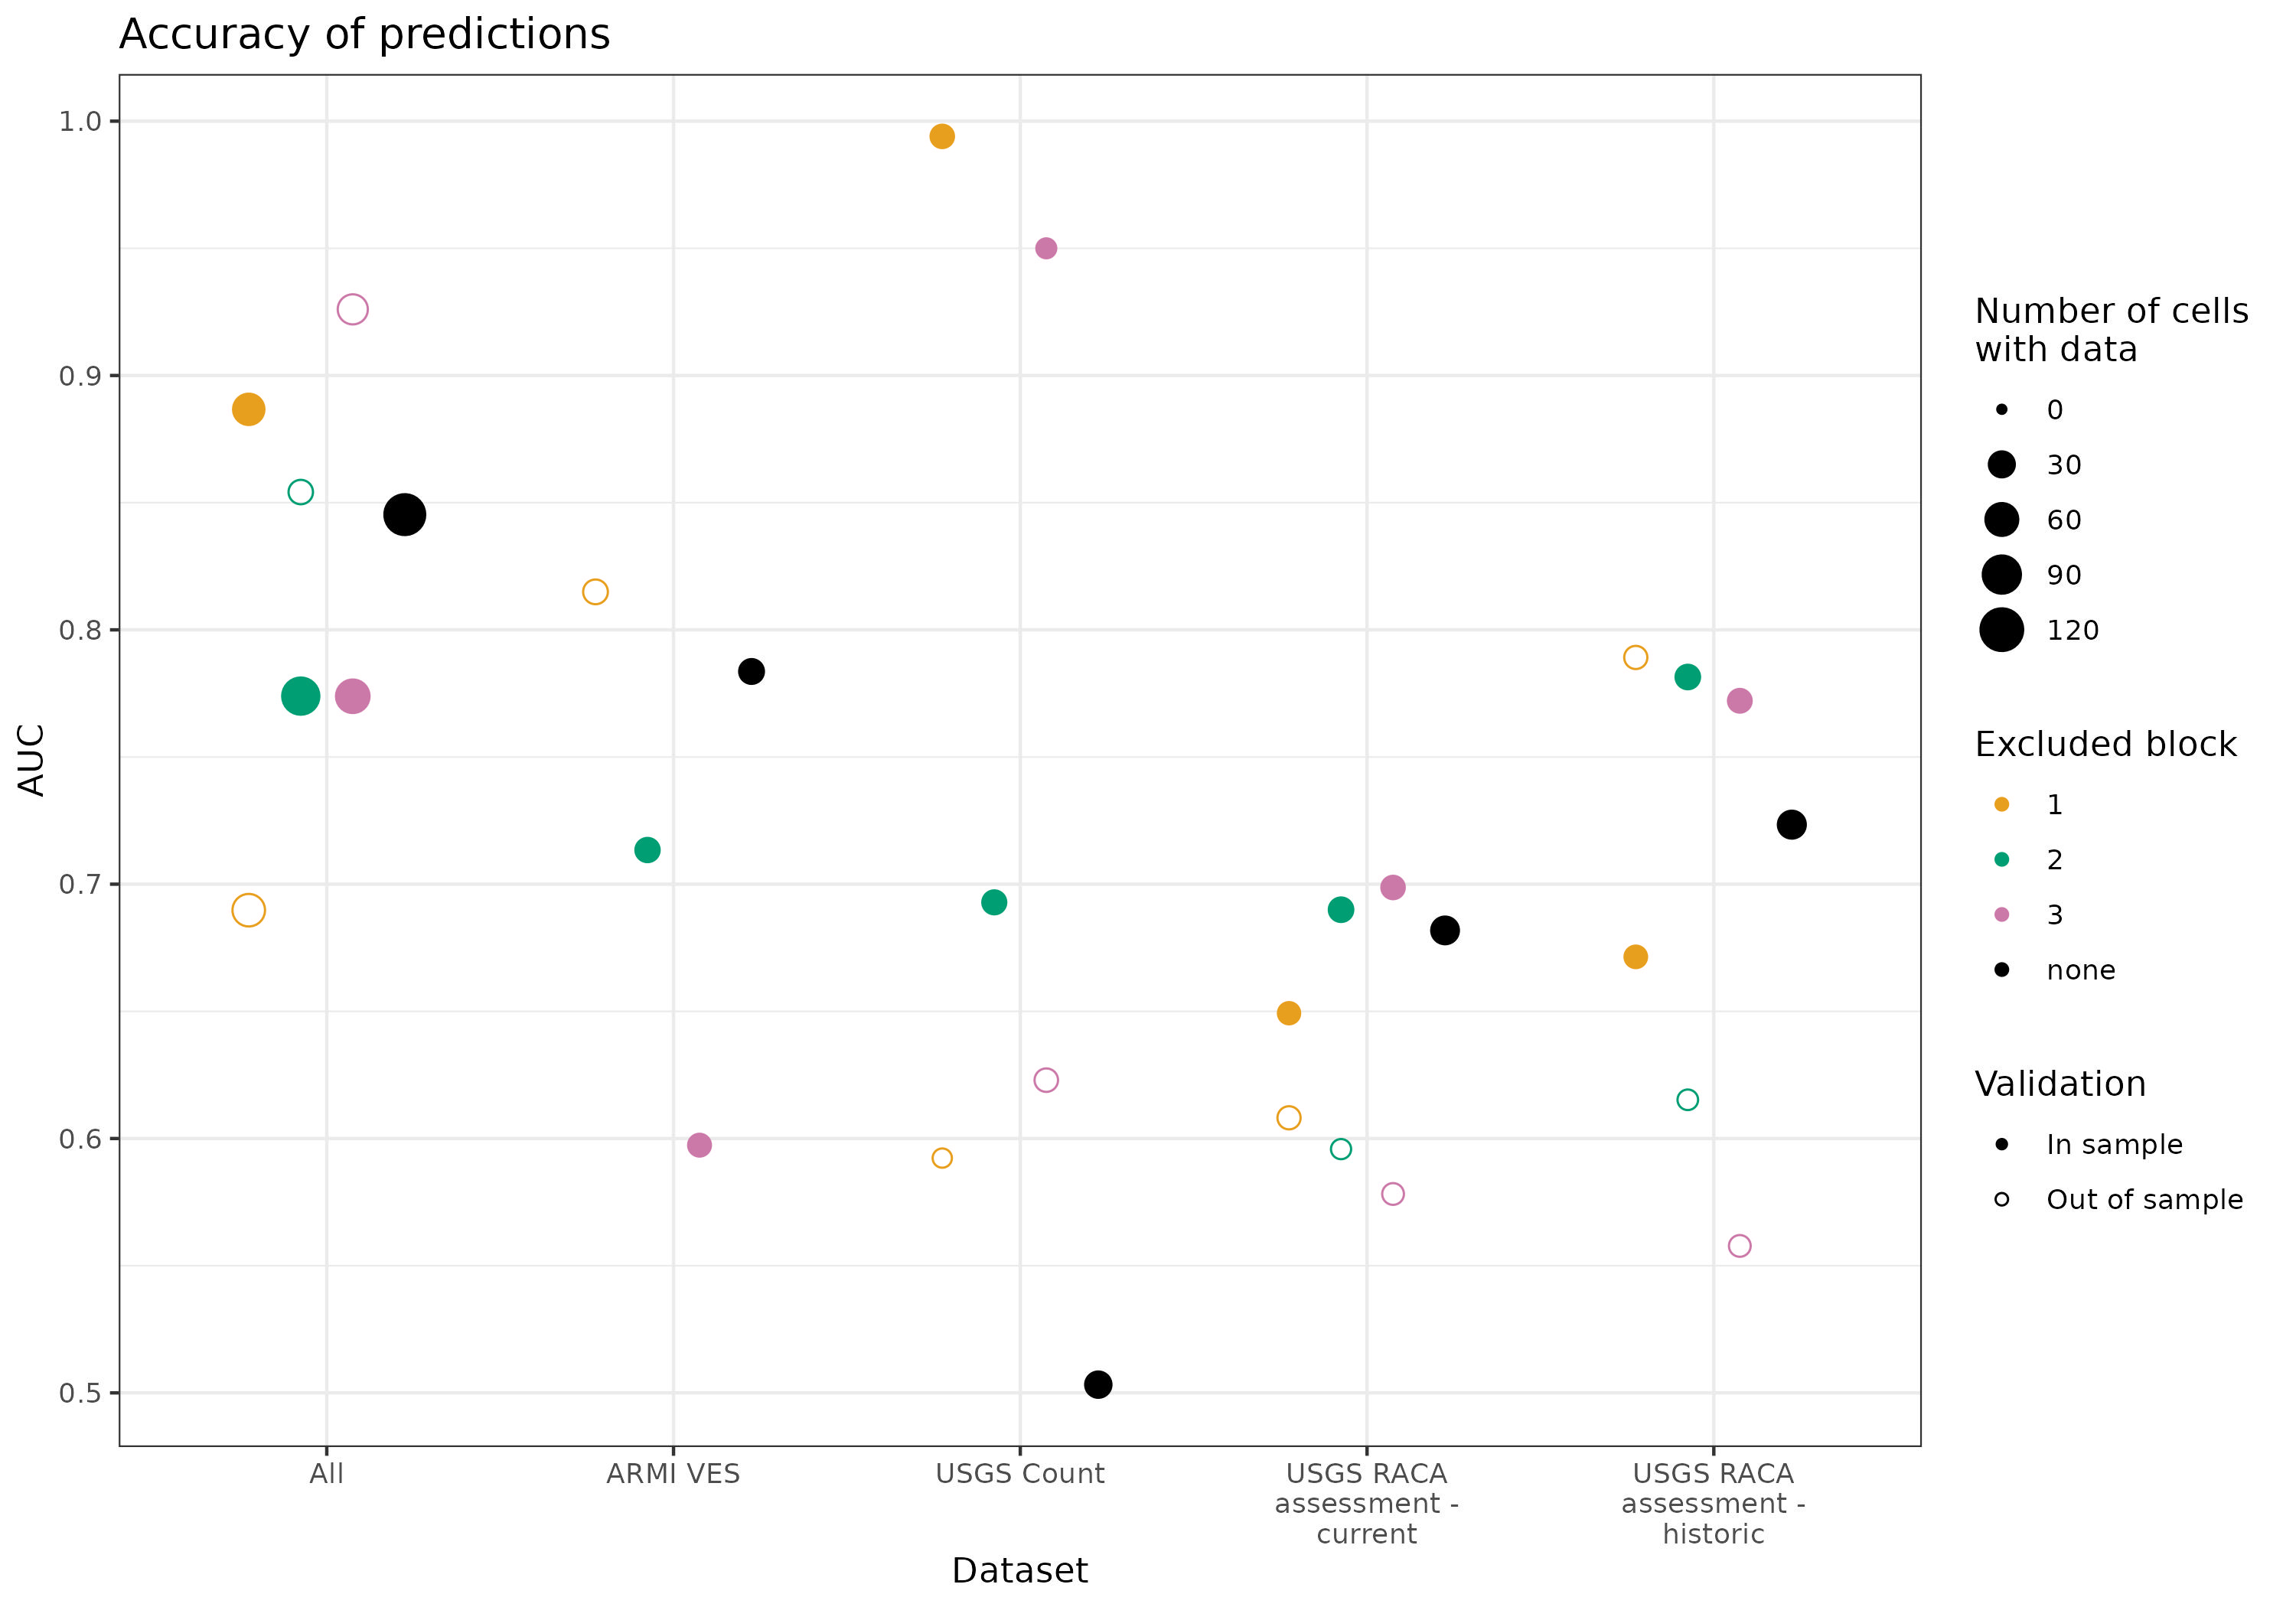 Accuracy of predictions
AUC
1.0
0.9
0.8
0.7
0.6
0.5
All
ARMI VES
USGS Count
USGS RACA
assessment -
current
USGS RACA
assessment -
historic
Dataset
Number of cells
with data
0
30
60
90
120
Excluded block
1
2
3
none
Validation
In sample
Out of sample